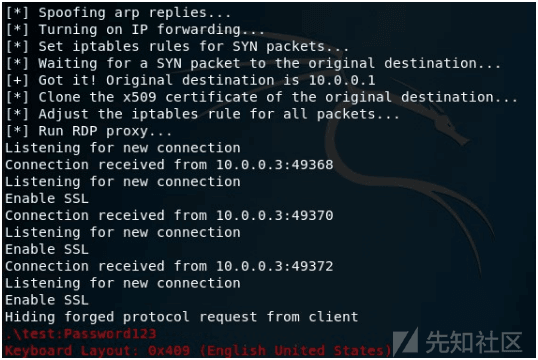 [*] Spoofing arp replies...
[*] Turning on IP forwarding...
[*] Set iptables rules for SYN packets...
[*] Waiting for a SYN packet to the original destination...
[+] Got it! Original destination is 10.0.0.1
[*] Clone the x509 certificate of the original destination...
[*] Adjust the iptables rule for all packets...
[*] Run RDP proxy...
Listening for new connection
Connection received from 10.0.0.3:49368
Listening for new connection
Enable SSL
Connection received from 10.0.0.3:49370
Listening for new connection
Enable SSL
Connection received from 10.0.0.3:49372
Listening for new connection
Enable SSL
Hiding forged protocol request from client
.\test:Password123
Keyboard Layout: 0x409 (English United States)
先知社区